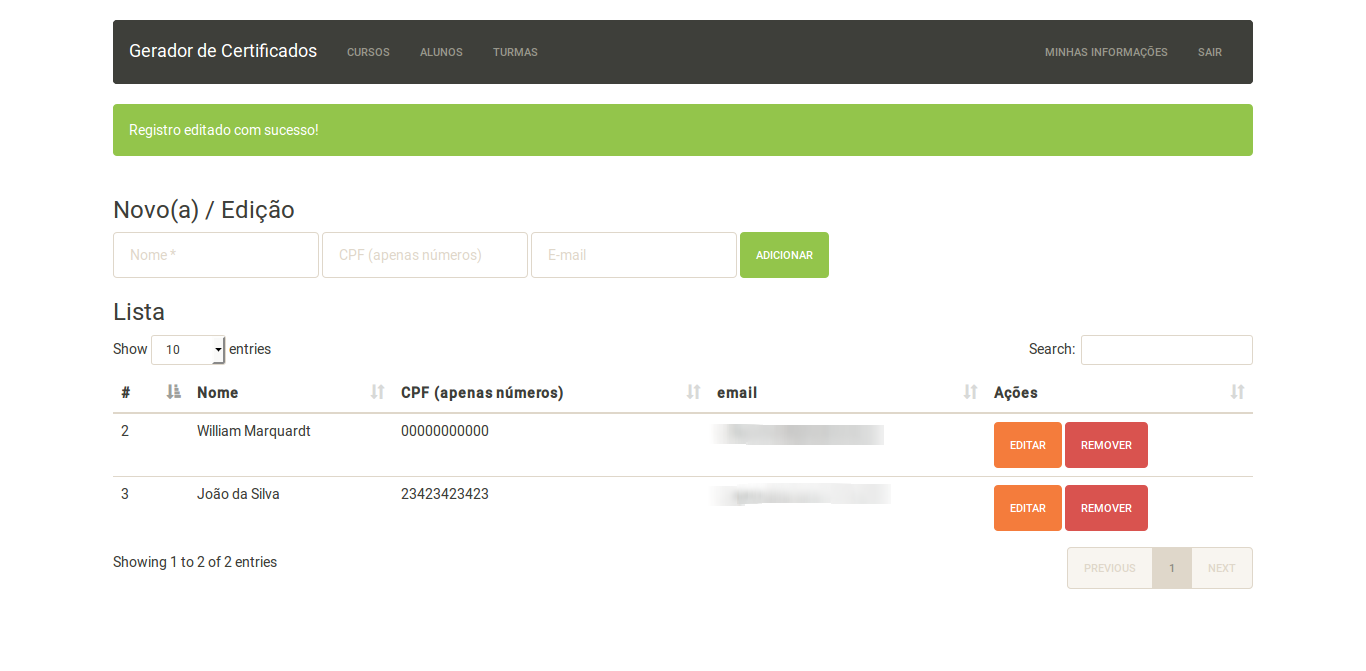 Gerador de Certificados CURSOS ALUNOS TURMAS MINHAS INFORMAÇÕES SAIR
Registro editado com sucesso!
Novo(a) / Edição
Nome * CPF (apenas números) E-mail ADICIONAR
Lista
Show 10 entries Search:
# Nome CPF (apenas números) email Ações
2 William Marquardt 00000000000 EDITAR REMOVER
3 João da Silva 23423423423 EDITAR REMOVER
Showing 1 to 2 of 2 entries PREVIOUS 1 NEXT